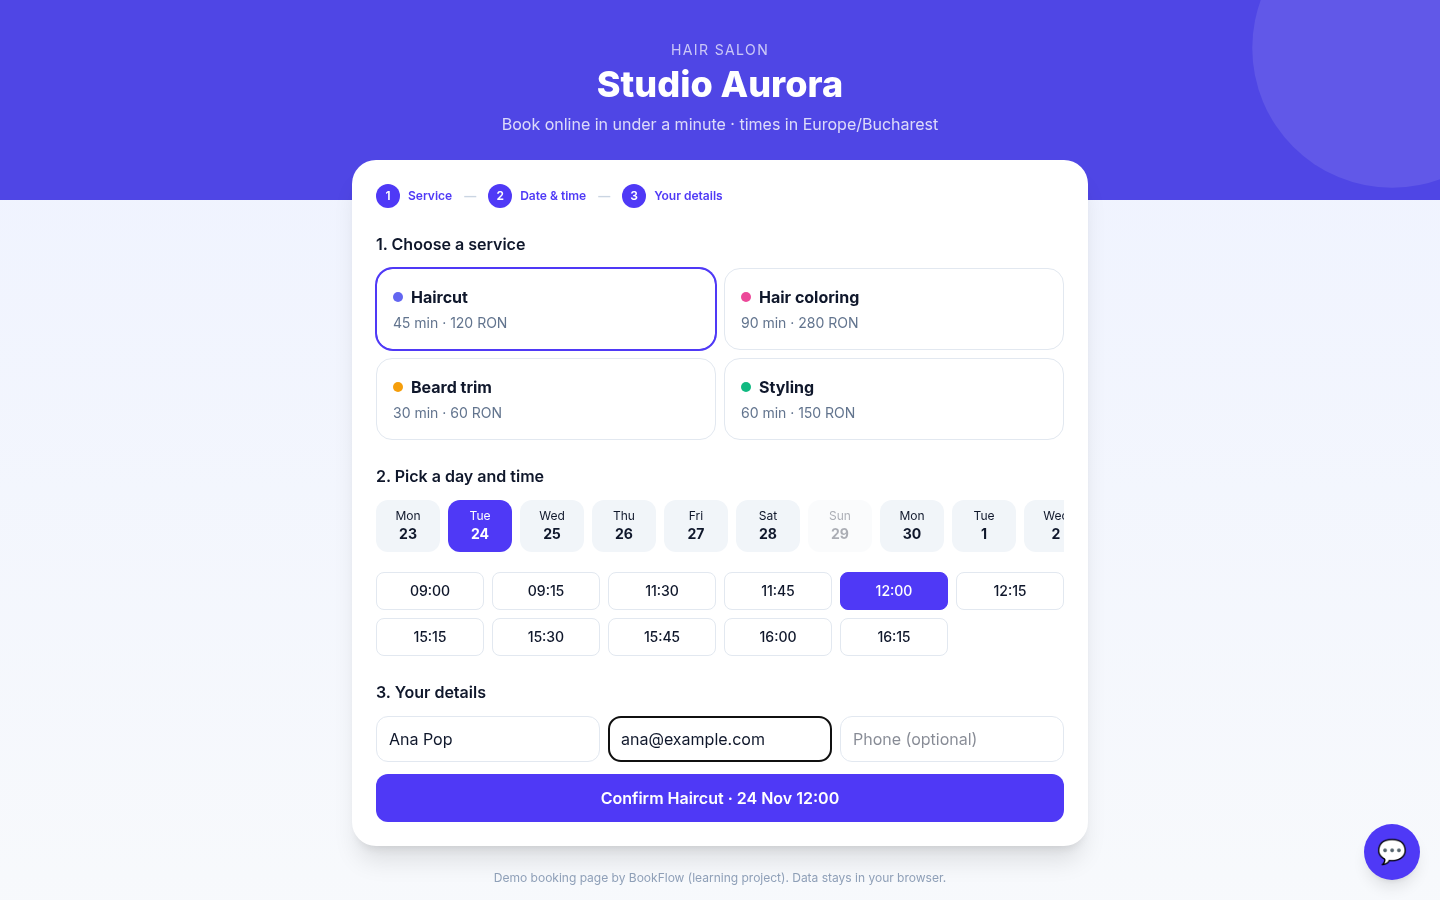 HAIR SALON
Studio Aurora
Book online in under a minute · times in Europe/Bucharest
1 Service — 2 Date & time — 3 Your details
1. Choose a service
Haircut
45 min · 120 RON
Hair coloring
90 min · 280 RON
Beard trim
30 min · 60 RON
Styling
60 min · 150 RON
2. Pick a day and time
Mon Tue Wed Thu Fri Sat Sun Mon Tue Wed
23 24 25 26 27 28 29 30 1 2
09:00 09:15 11:30 11:45 12:00 12:15
15:15 15:30 15:45 16:00 16:15
3. Your details
Ana Pop ana@example.com Phone (optional)
Confirm Haircut · 24 Nov 12:00
Demo booking page by BookFlow (learning project). Data stays in your browser.